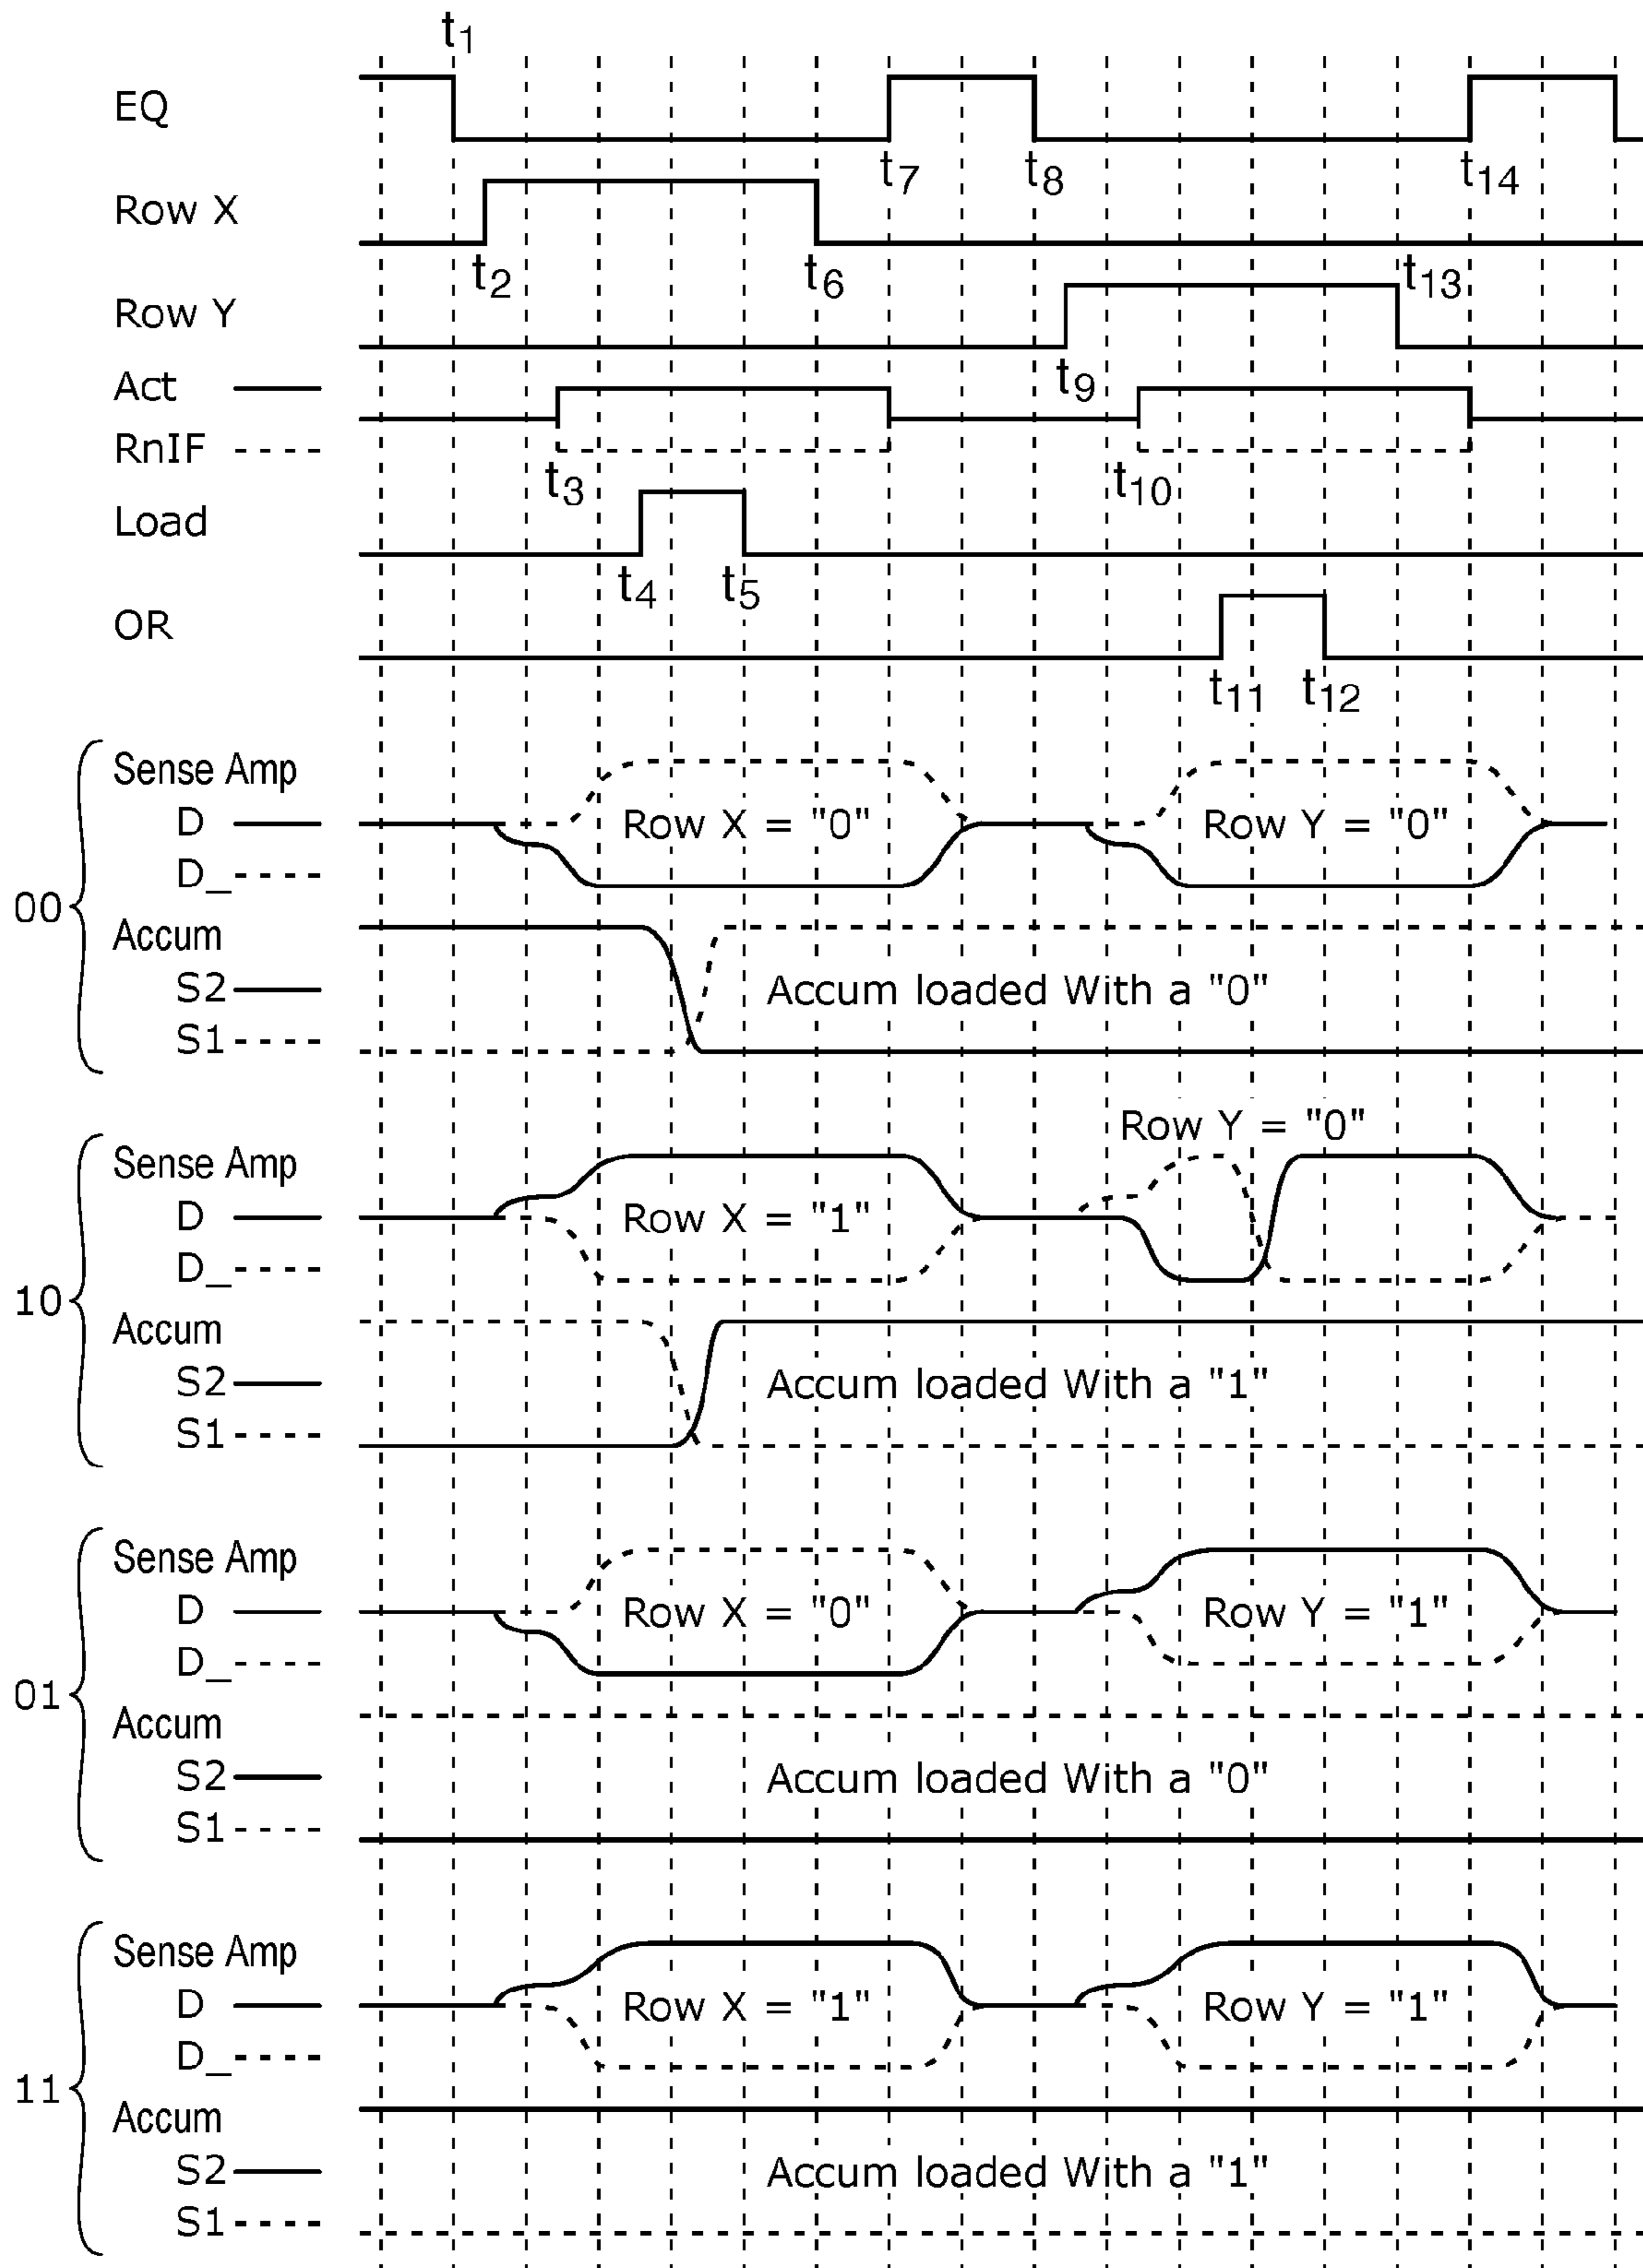 t1
EQ
t7 t8 t14
Row X
t2 t6 t13
Row Y
t9
Act
RnIF
t3 t10
Load
t4 t5
OR
t11 t12
00
Sense Amp
D Row X = "0" Row Y = "0"
D_
Accum
S2 Accum loaded With a "0"
S1
10
Row Y = "0"
Sense Amp
D Row X = "1"
D_
Accum
S2 Accum loaded With a "1"
S1
01
Sense Amp
D Row X = "0" Row Y = "1"
D_
Accum
S2 Accum loaded With a "0"
S1
11
Sense Amp
D Row X = "1" Row Y = "1"
D_
Accum
S2 Accum loaded With a "1"
S1